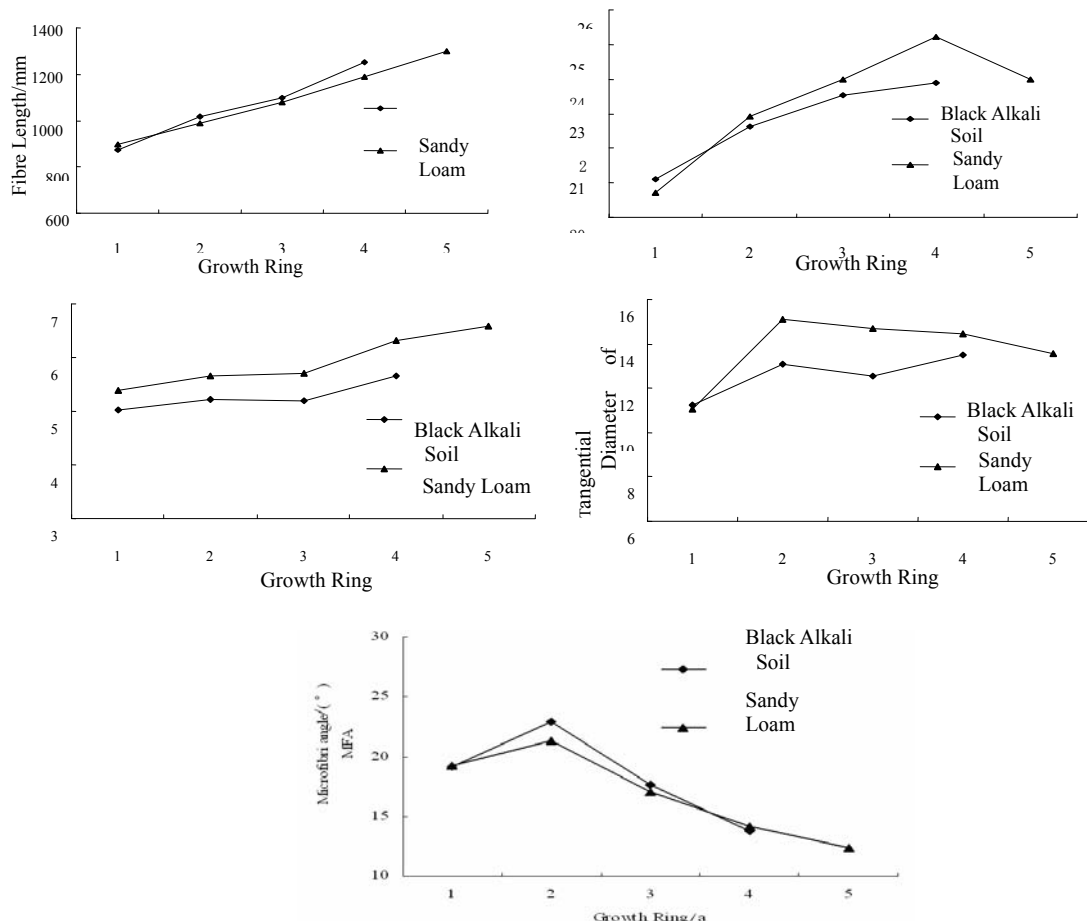 1400
1200
1000
800
600
Fibre Length/mm
Sandy
Loam
1 2 3 4 5
Growth Ring
26
25
24
23
2
21
Black Alkali
Soil
Sandy
Loam
1 2 3 4 5
Growth Ring
7
6
5
4
3
Black Alkali
Soil
Sandy Loam
1 2 3 4 5
Growth Ring
16
14
12
10
8
6
Tangential
Diameter of
Black Alkali
Soil
Sandy
Loam
1 2 3 4 5
Growth Ring
30
25
20
15
10
Microfibri angle/(°)
MFA
Black Alkali
Soil
Sandy
Loam
1 2 3 4 5
Growth Ring/a